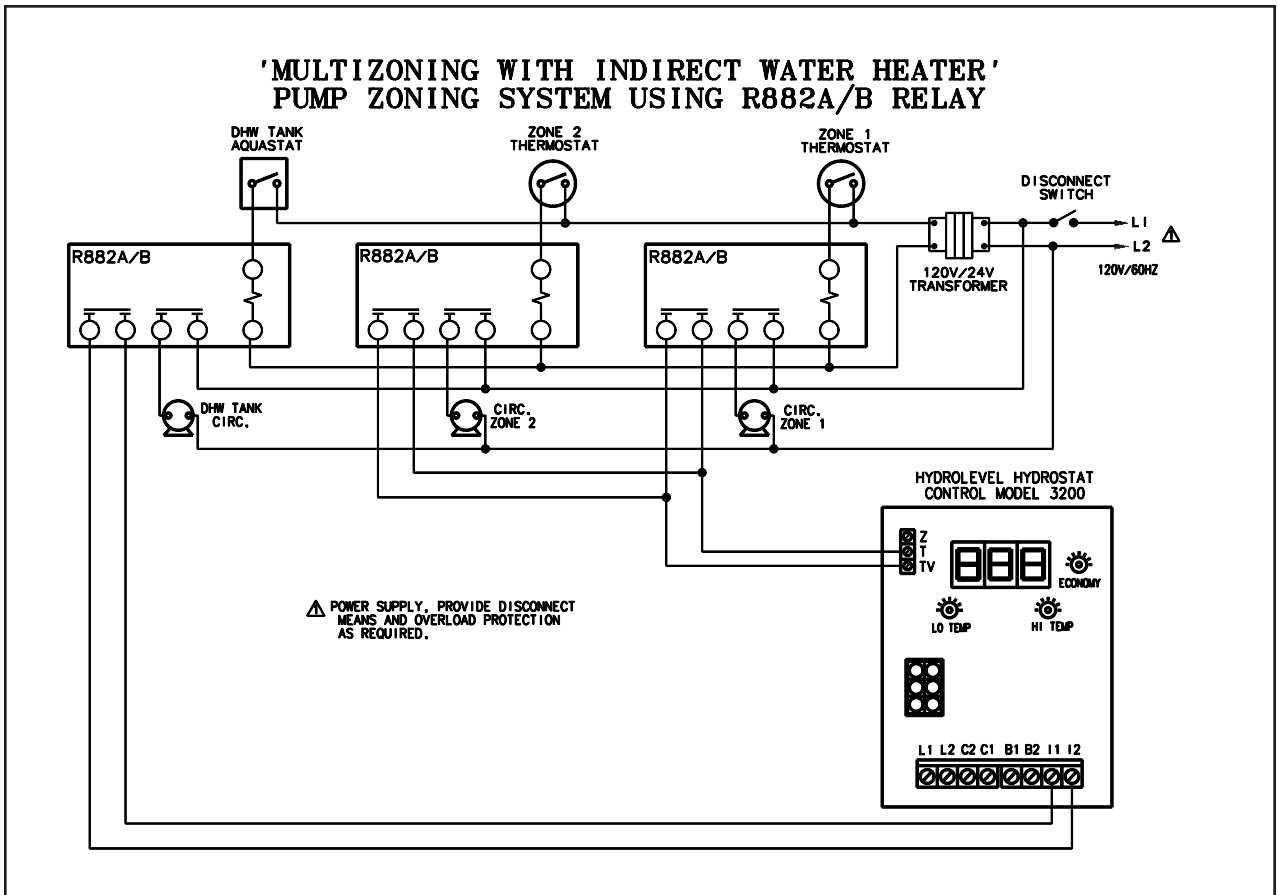 'MULTIZONING WITH INDIRECT WATER HEATER'
PUMP ZONING SYSTEM USING R882A/B RELAY
DHW TANK
AQUASTAT
ZONE 2
THERMOSTAT
ZONE 1
THERMOSTAT
DISCONNECT
SWITCH
L1
L2
120V/60HZ
120V/24V
TRANSFORMER
R882A/B
R882A/B
R882A/B
DHW TANK
CIRC.
CIRC.
ZONE 2
CIRC.
ZONE 1
HYDROLEVEL HYDROSTAT
CONTROL MODEL 3200
Z
T
TV
888
ECONOMY
LO TEMP
HI TEMP
POWER SUPPLY, PROVIDE DISCONNECT
MEANS AND OVERLOAD PROTECTION
AS REQUIRED.
L1 L2 C2 C1 B1 B2 I1 I2